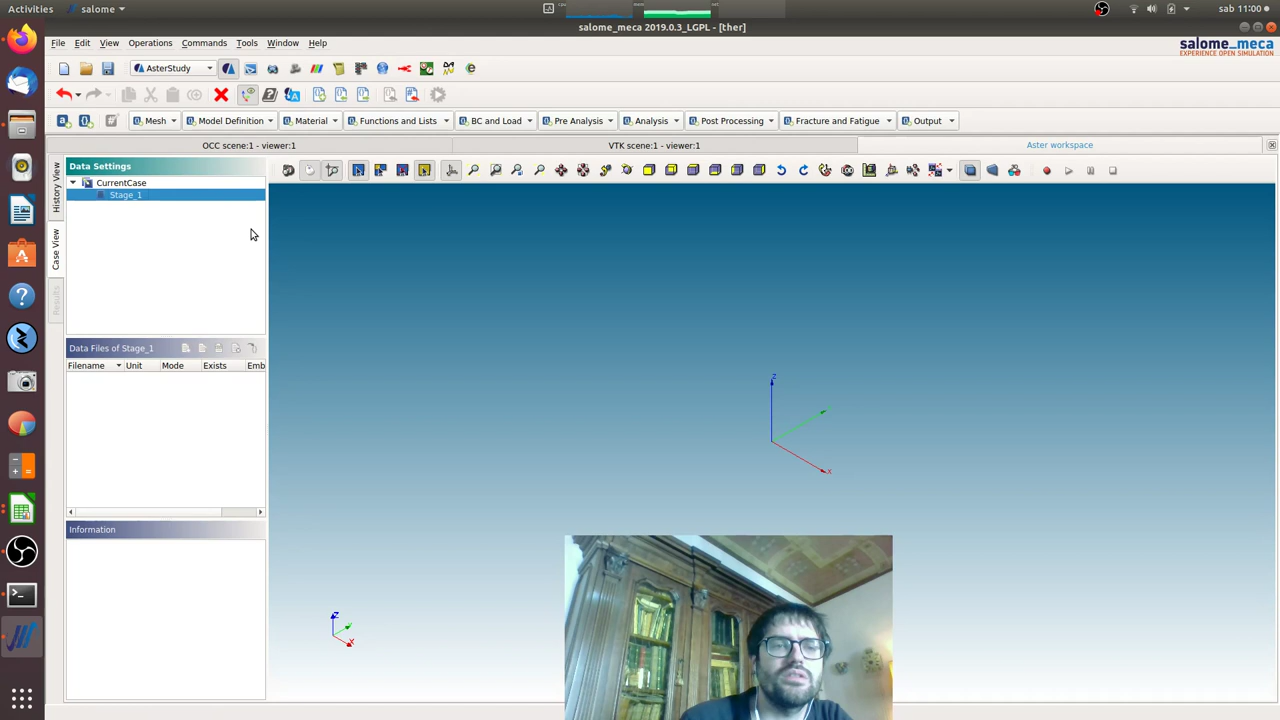 Activities
salome
sab 11:00
salome_meca 2019.0.3_LGPL - [ther]
File Edit View Operations Commands Tools Window Help
salome_meca
EXPERIENCE OPEN SIMULATION
AsterStudy
Mesh Model Definition Material Functions and Lists BC and Load Pre Analysis Analysis Post Processing Fracture and Fatigue Output
OCC scene:1 - viewer:1
VTK scene:1 - viewer:1
Aster workspace
History View
Case View
Results
Data Settings
CurrentCase
Stage_1
Data Files of Stage_1
Filename Unit Mode Exists Emb
Information
Z
X
Z
Y
X